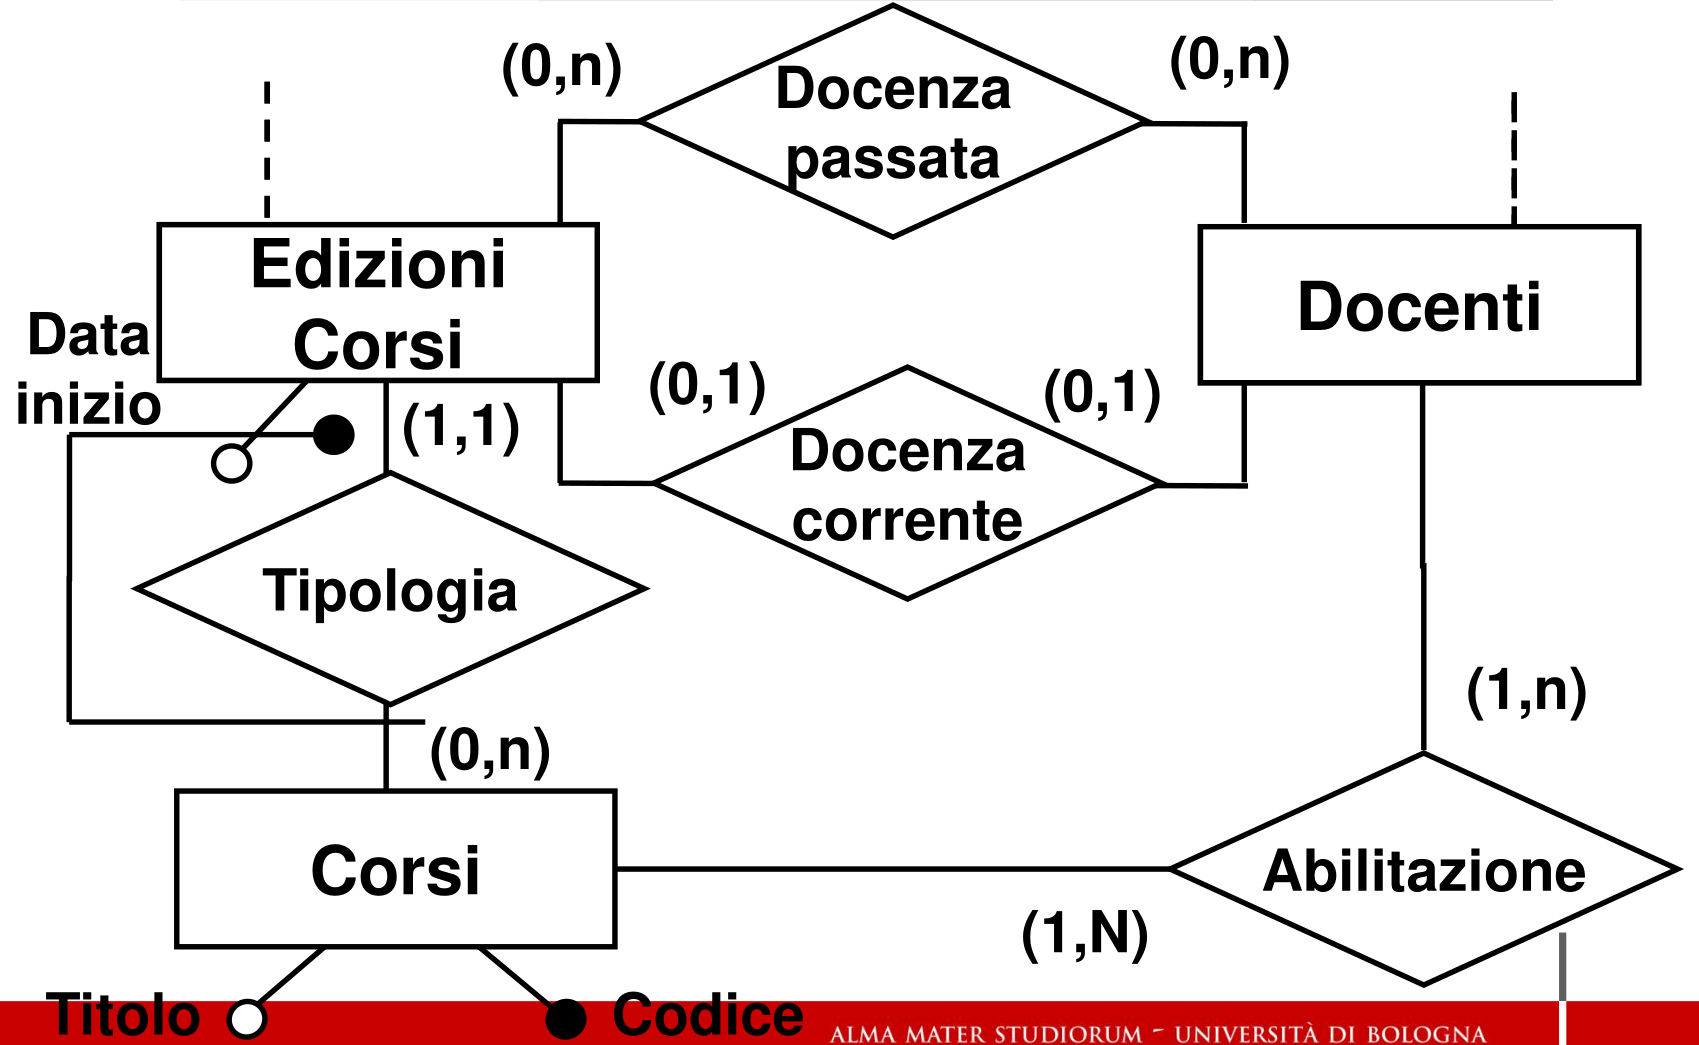 (0,n)
Docenza
passata
(0,n)
Edizioni
Corsi
Docenti
Data
inizio
(1,1)
(0,1)
Docenza
corrente
(0,1)
Tipologia
(0,n)
(1,n)
Corsi
Abilitazione
(1,N)
Titolo
Codice
ALMA MATER STUDIORUM - UNIVERSITÀ DI BOLOGNA